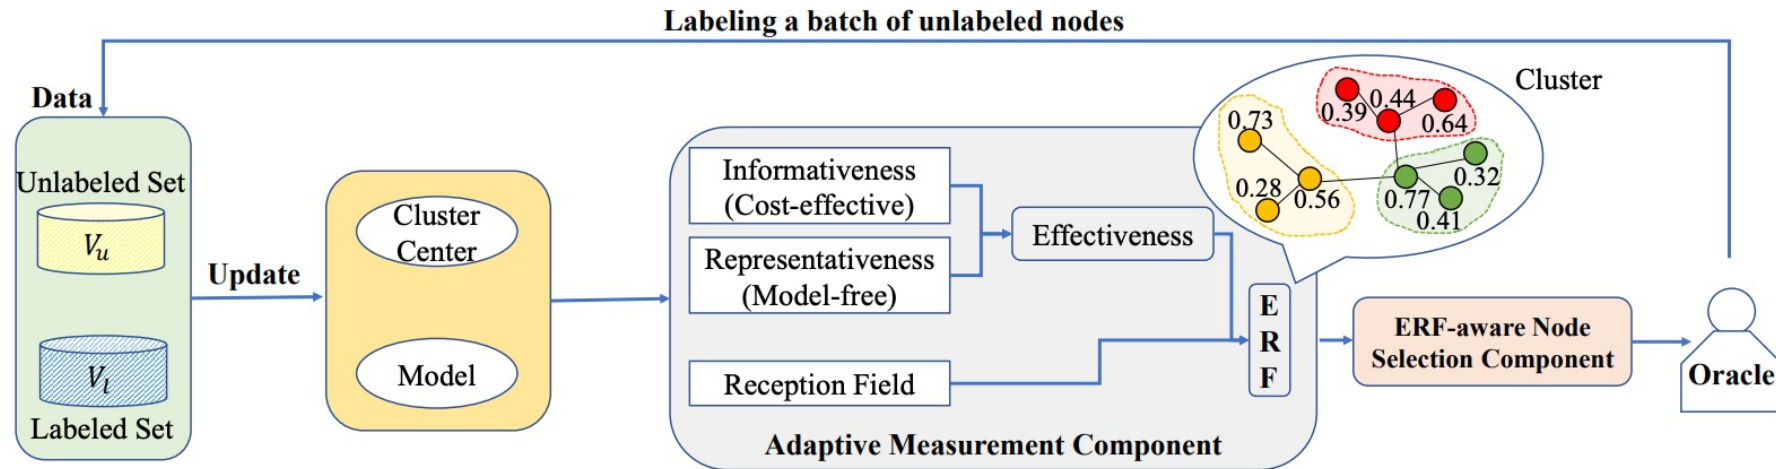 Labeling a batch of unlabeled nodes
Data
Unlabeled Set
V_u
V_l
Labeled Set
Update
Cluster
Center
Model
Informativeness
(Cost-effective)
Representativeness
(Model-free)
Reception Field
Effectiveness
E
R
F
Adaptive Measurement Component
Cluster
0.39
0.44
0.64
0.73
0.28
0.56
0.77
0.32
0.41
ERF-aware Node
Selection Component
Oracle